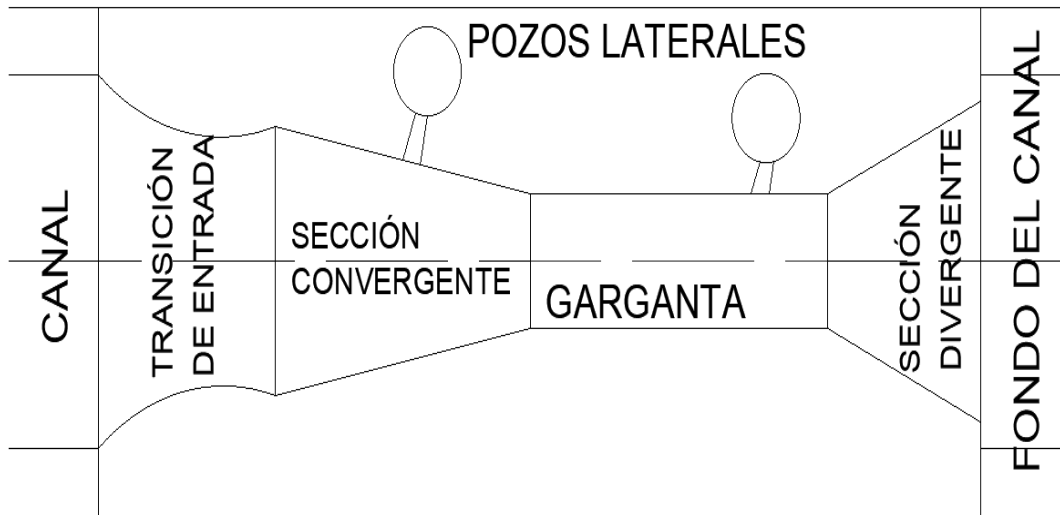 POZOS LATERALES
CANAL
TRANSICIÓN
DE ENTRADA
SECCIÓN
CONVERGENTE
GARGANTA
SECCIÓN
DIVERGENTE
FONDO DEL CANAL